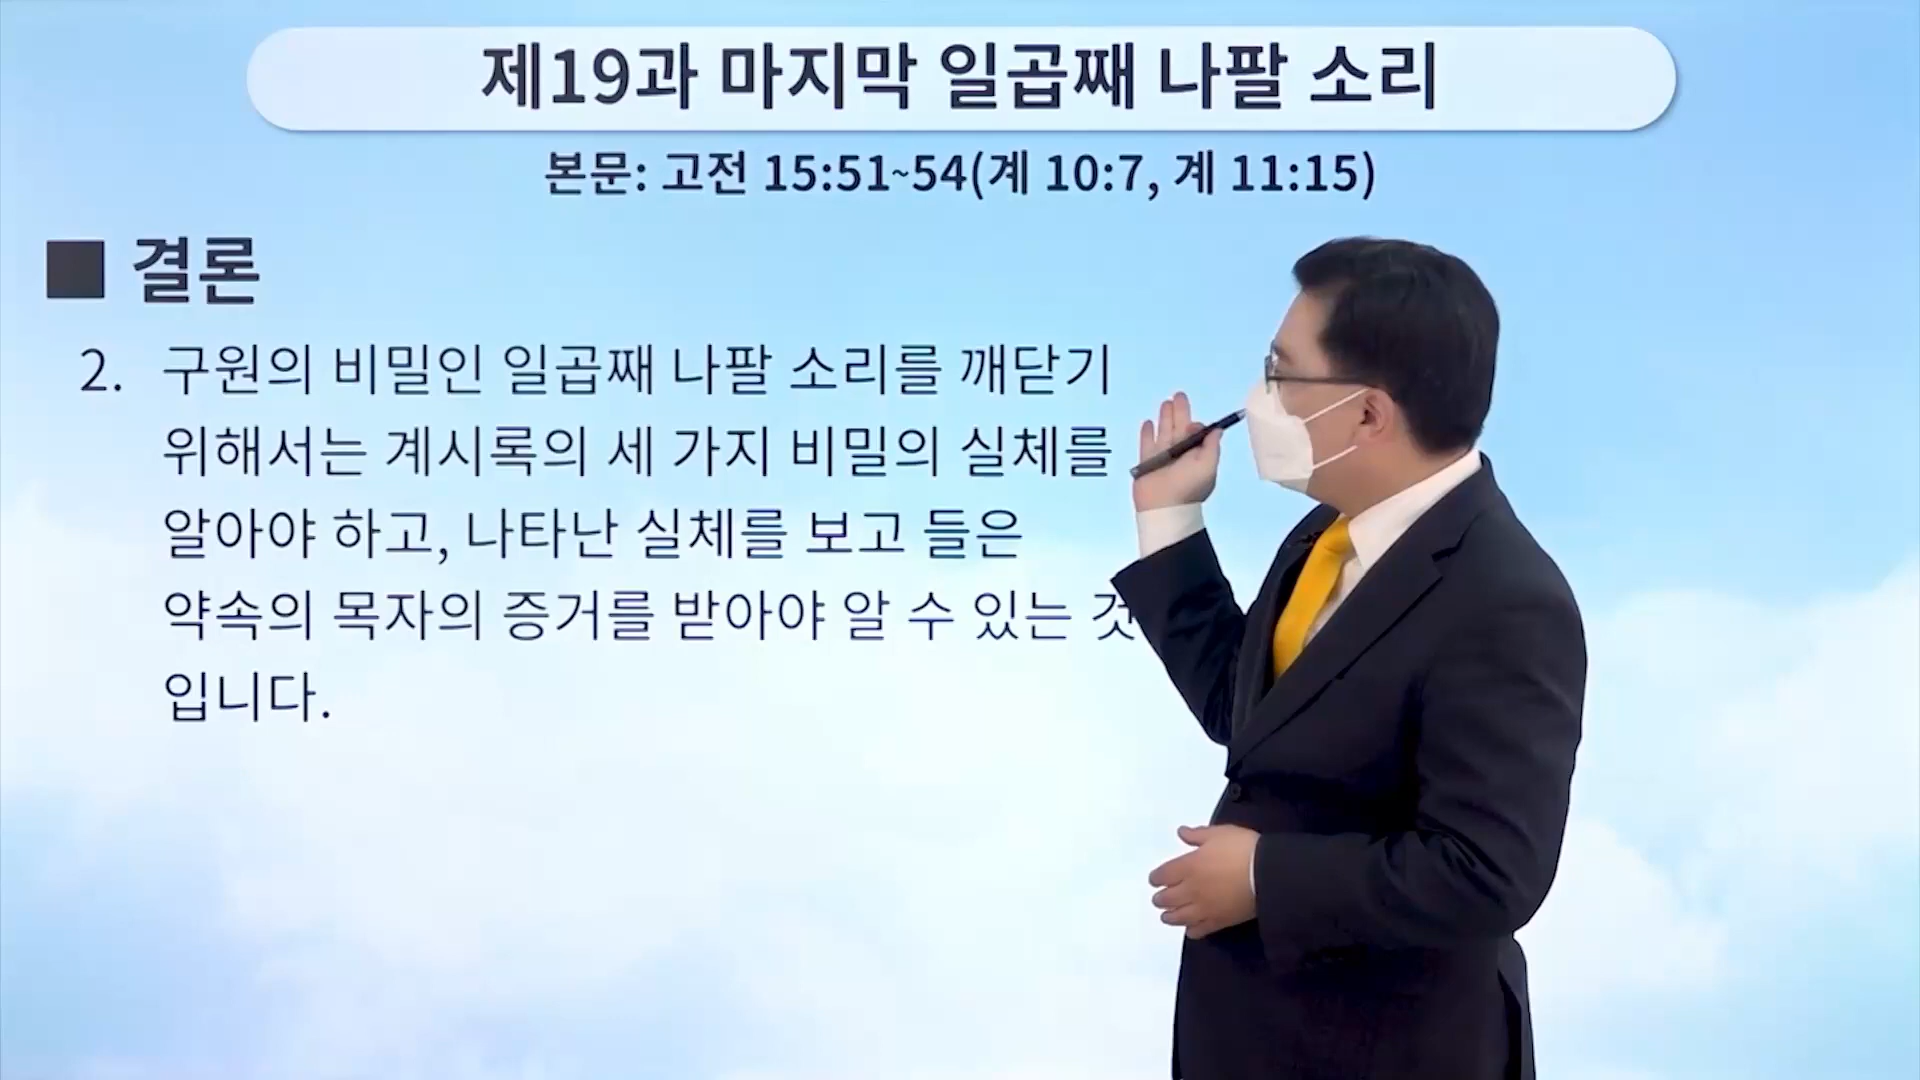 제19과 마지막 일곱째 나팔 소리
본문: 고전 15:51~54(계 10:7, 계 11:15)
■ 결론
2. 구원의 비밀인 일곱째 나팔 소리를 깨닫기
위해서는 계시록의 세 가지 비밀의 실체를
알아야 하고, 나타난 실체를 보고 들은
약속의 목자의 증거를 받아야 알 수 있는 것
입니다.